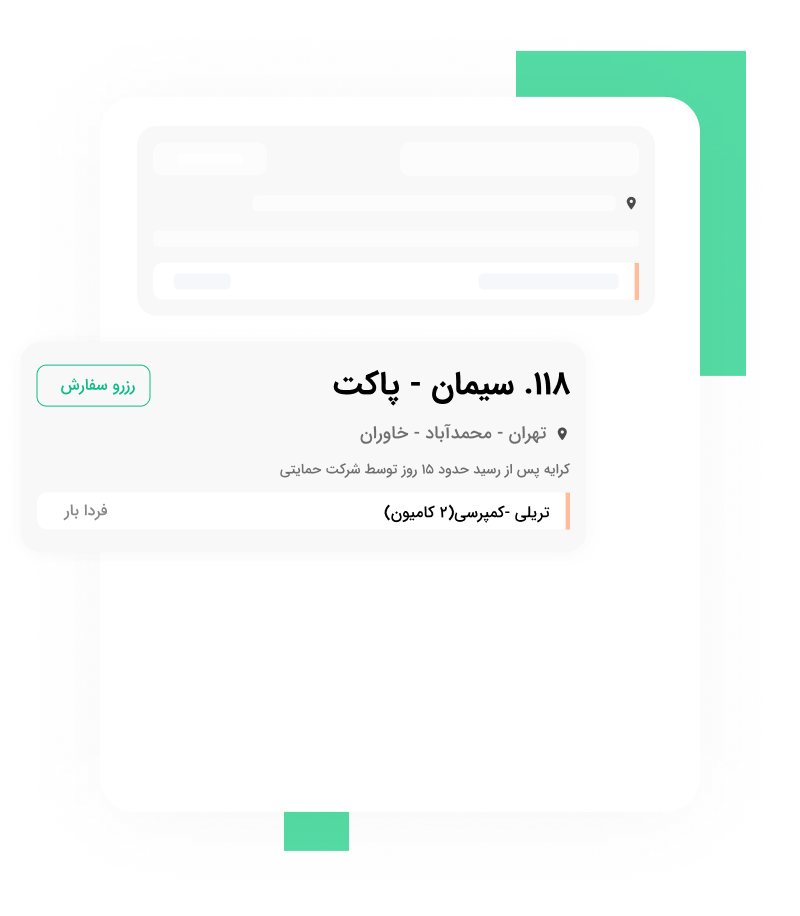 ۱۱۸. سیمان - پاکت
رزرو سفارش
تهران - محمدآباد - خاوران
کرایه پس از رسید حدود ۱۵ روز توسط شرکت حمایتی
تریلی -کمپرسی(۲ کامیون)
فردا بار